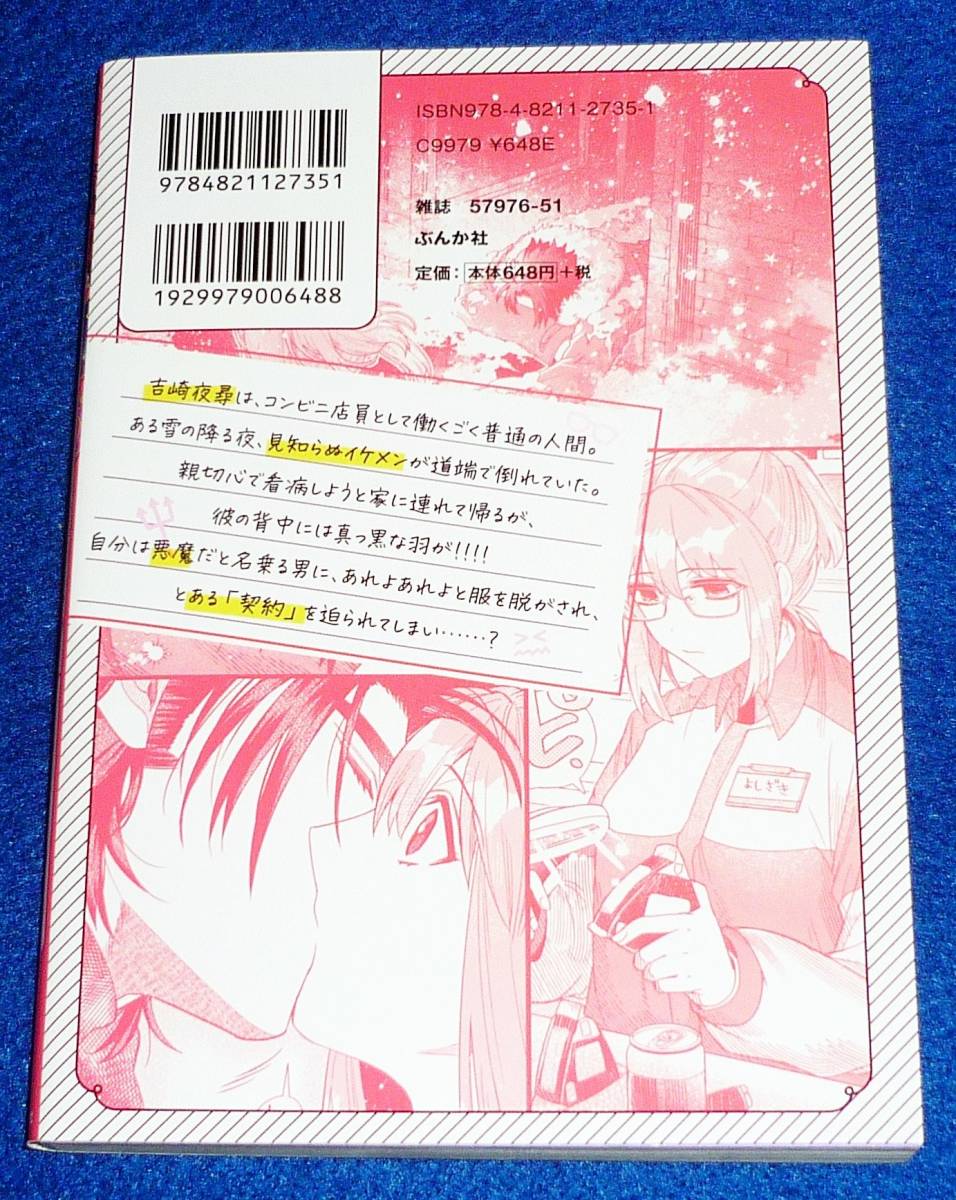 9784821127351
1929979006488
ISBN978-4-8211-2735-1
C9979 ¥648E
雑誌 57976-51
ぶんか社
定価：本体648円+税
吉崎夜尋は、コンビニ店員として働くごく普通の人間。
ある雪の降る夜、見知らぬイケメンが道端で倒れていた。
親切心で看病しようと家に連れて帰るが、
彼の背中には真っ黒な羽が!!!!
自分は悪魔だと名乗る男に、あれよあれよと服を脱がされ、
とある「契約」を迫られてしまい……？
ピッ
よしざき